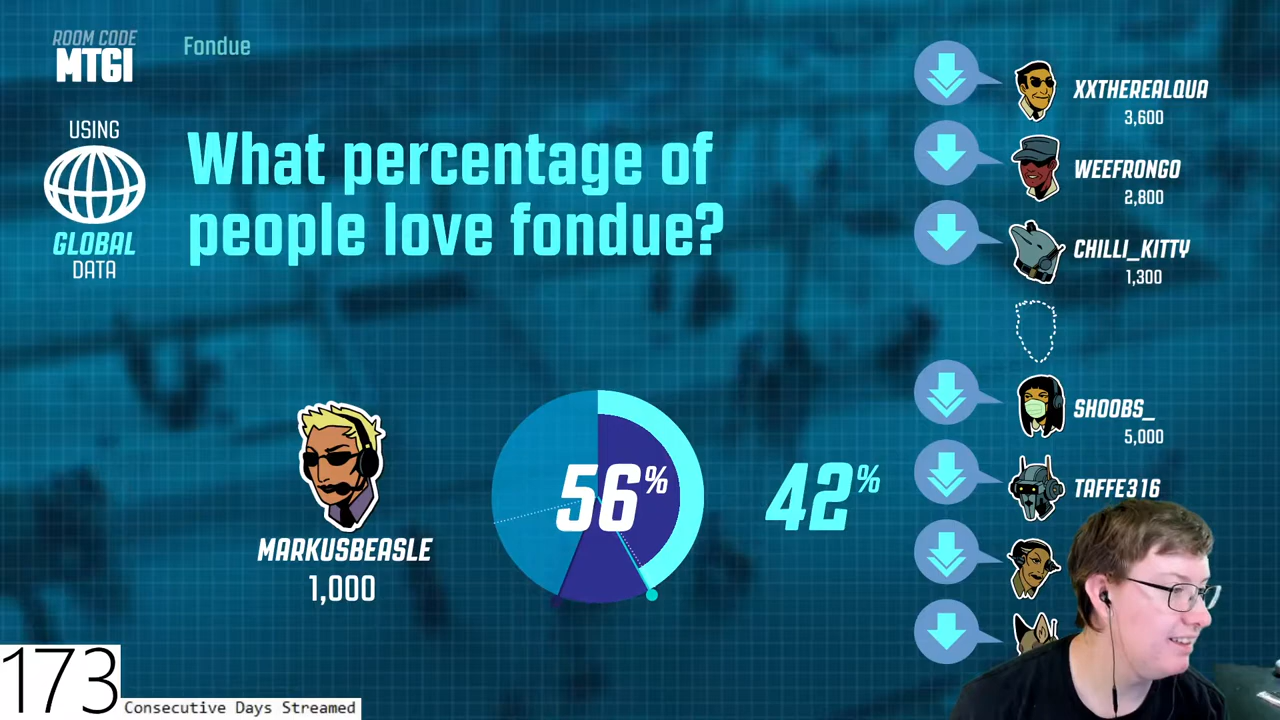 ROOM CODE
MTGI
Fondue
USING
GLOBAL
DATA
What percentage of
people love fondue?
XXTHEREALQUA
3,600
WEEFRONGO
2,800
CHILLI_KITTY
1,300
SHOOBS_
5,000
TAFFE316
56%
42%
MARKUSBEASLE
1,000
173
Consecutive Days Streamed